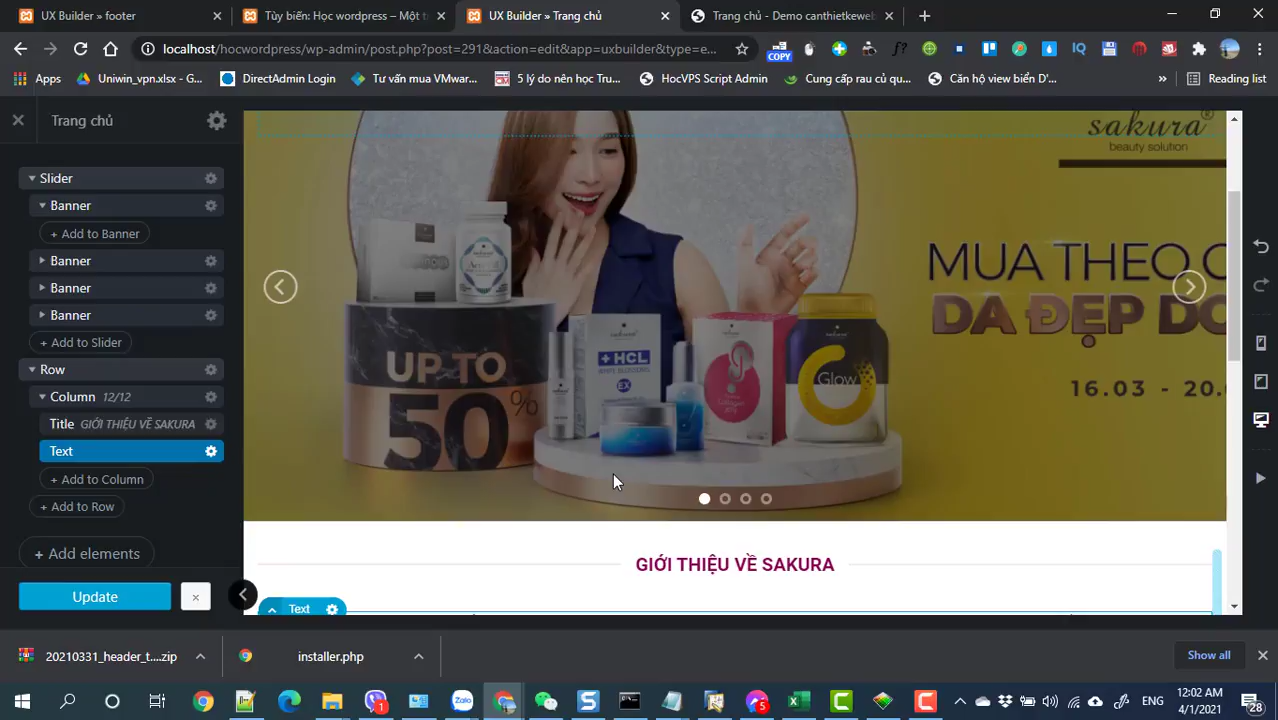 UX Builder » footer
Tùy biến: Học wordpress – Một t
UX Builder » Trang chủ
Trang chủ - Demo canthietkeweb
localhost/hocwordpress/wp-admin/post.php?post=291&action=edit&app=uxbuilder&type=e...
COPY
f?
IQ
Apps
Uniwin_vpn.xlsx - G...
DirectAdmin Login
Tư vấn mua VMwar...
5 lý do nên học Tru...
HocVPS Script Admin
Cung cấp rau củ qu...
Căn hộ view biển D'...
»
Reading list
Trang chủ
Slider
Banner
+ Add to Banner
Banner
Banner
Banner
+ Add to Slider
Row
Column 12/12
Title GIỚI THIỆU VỀ SAKURA
Text
+ Add to Column
+ Add to Row
+ Add elements
Update
×
sakura®
beauty solution
MUA THEO C
DA ĐẸP DO
16.03 - 20.
UP TO
50%
+ HCL
EX
Glow
GIỚI THIỆU VỀ SAKURA
Text
20210331_header_t....zip
installer.php
Show all
1
5
ENG
12:02 AM
4/1/2021
28